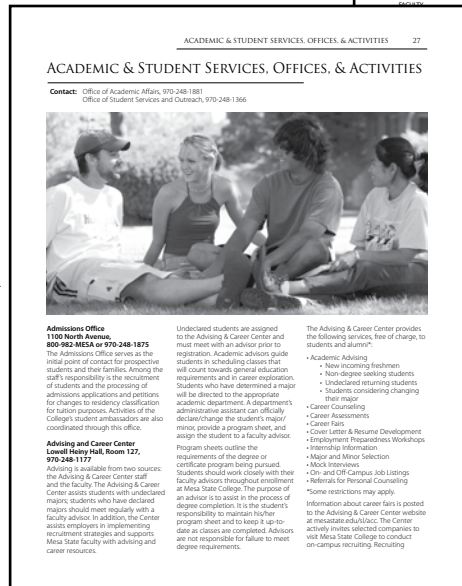 FACULTY
ACADEMIC & STUDENT SERVICES, OFFICES, & ACTIVITIES 27
ACADEMIC & STUDENT SERVICES, OFFICES, & ACTIVITIES
Contact: Office of Academic Affairs, 970-248-1881
Office of Student Services and Outreach, 970-248-1366
Admissions Office
1100 North Avenue,
800-982-MESA or 970-248-1875
The Admissions Office serves as the
initial point of contact for prospective
students and their families. Among the
staff's responsibility is the recruitment
of students and the processing of
admissions applications and petitions
for changes to residency classification
for tuition purposes. Activities of the
College's student ambassadors are also
coordinated through this office.
Advising and Career Center
Lowell Heiny Hall, Room 127,
970-248-1177
Advising is available from two sources:
the Advising & Career Center staff
and the faculty. The Advising & Career
Center assists students with undeclared
majors; students who have declared
majors should meet regularly with a
faculty advisor. In addition, the Center
assists employers in implementing
recruitment strategies and supports
Mesa State faculty with advising and
career resources.
Undeclared students are assigned
to the Advising & Career Center and
must meet with an advisor prior to
registration. Academic advisors guide
students in scheduling classes that
will count towards general education
requirements and in career exploration.
Students who have determined a major
will be directed to the appropriate
academic department. A department's
administrative assistant can officially
declare/change the student's major/
minor, provide a program sheet, and
assign the student to a faculty advisor.
Program sheets outline the
requirements of the degree or
certificate program being pursued.
Students should work closely with their
faculty advisors throughout enrollment
at Mesa State College. The purpose of
an advisor is to assist in the process of
degree completion. It is the student's
responsibility to maintain his/her
program sheet and to keep it up-to-
date as classes are completed. Advisors
are not responsible for failure to meet
degree requirements.
The Advising & Career Center provides
the following services, free of charge, to
students and alumni*:
• Academic Advising
• New incoming freshmen
• Non-degree seeking students
• Undeclared returning students
• Students considering changing
their major
• Career Counseling
• Career Assessments
• Career Fairs
• Cover Letter & Resume Development
• Employment Preparedness Workshops
• Internship Information
• Major and Minor Selection
• Mock Interviews
• On- and Off-Campus Job Listings
• Referrals for Personal Counseling
*Some restrictions may apply.
Information about career fairs is posted
to the Advising & Career Center website
at mesastate.edu/sl/acc. The Center
actively invites selected companies to
visit Mesa State College to conduct
on-campus recruiting. Recruiting